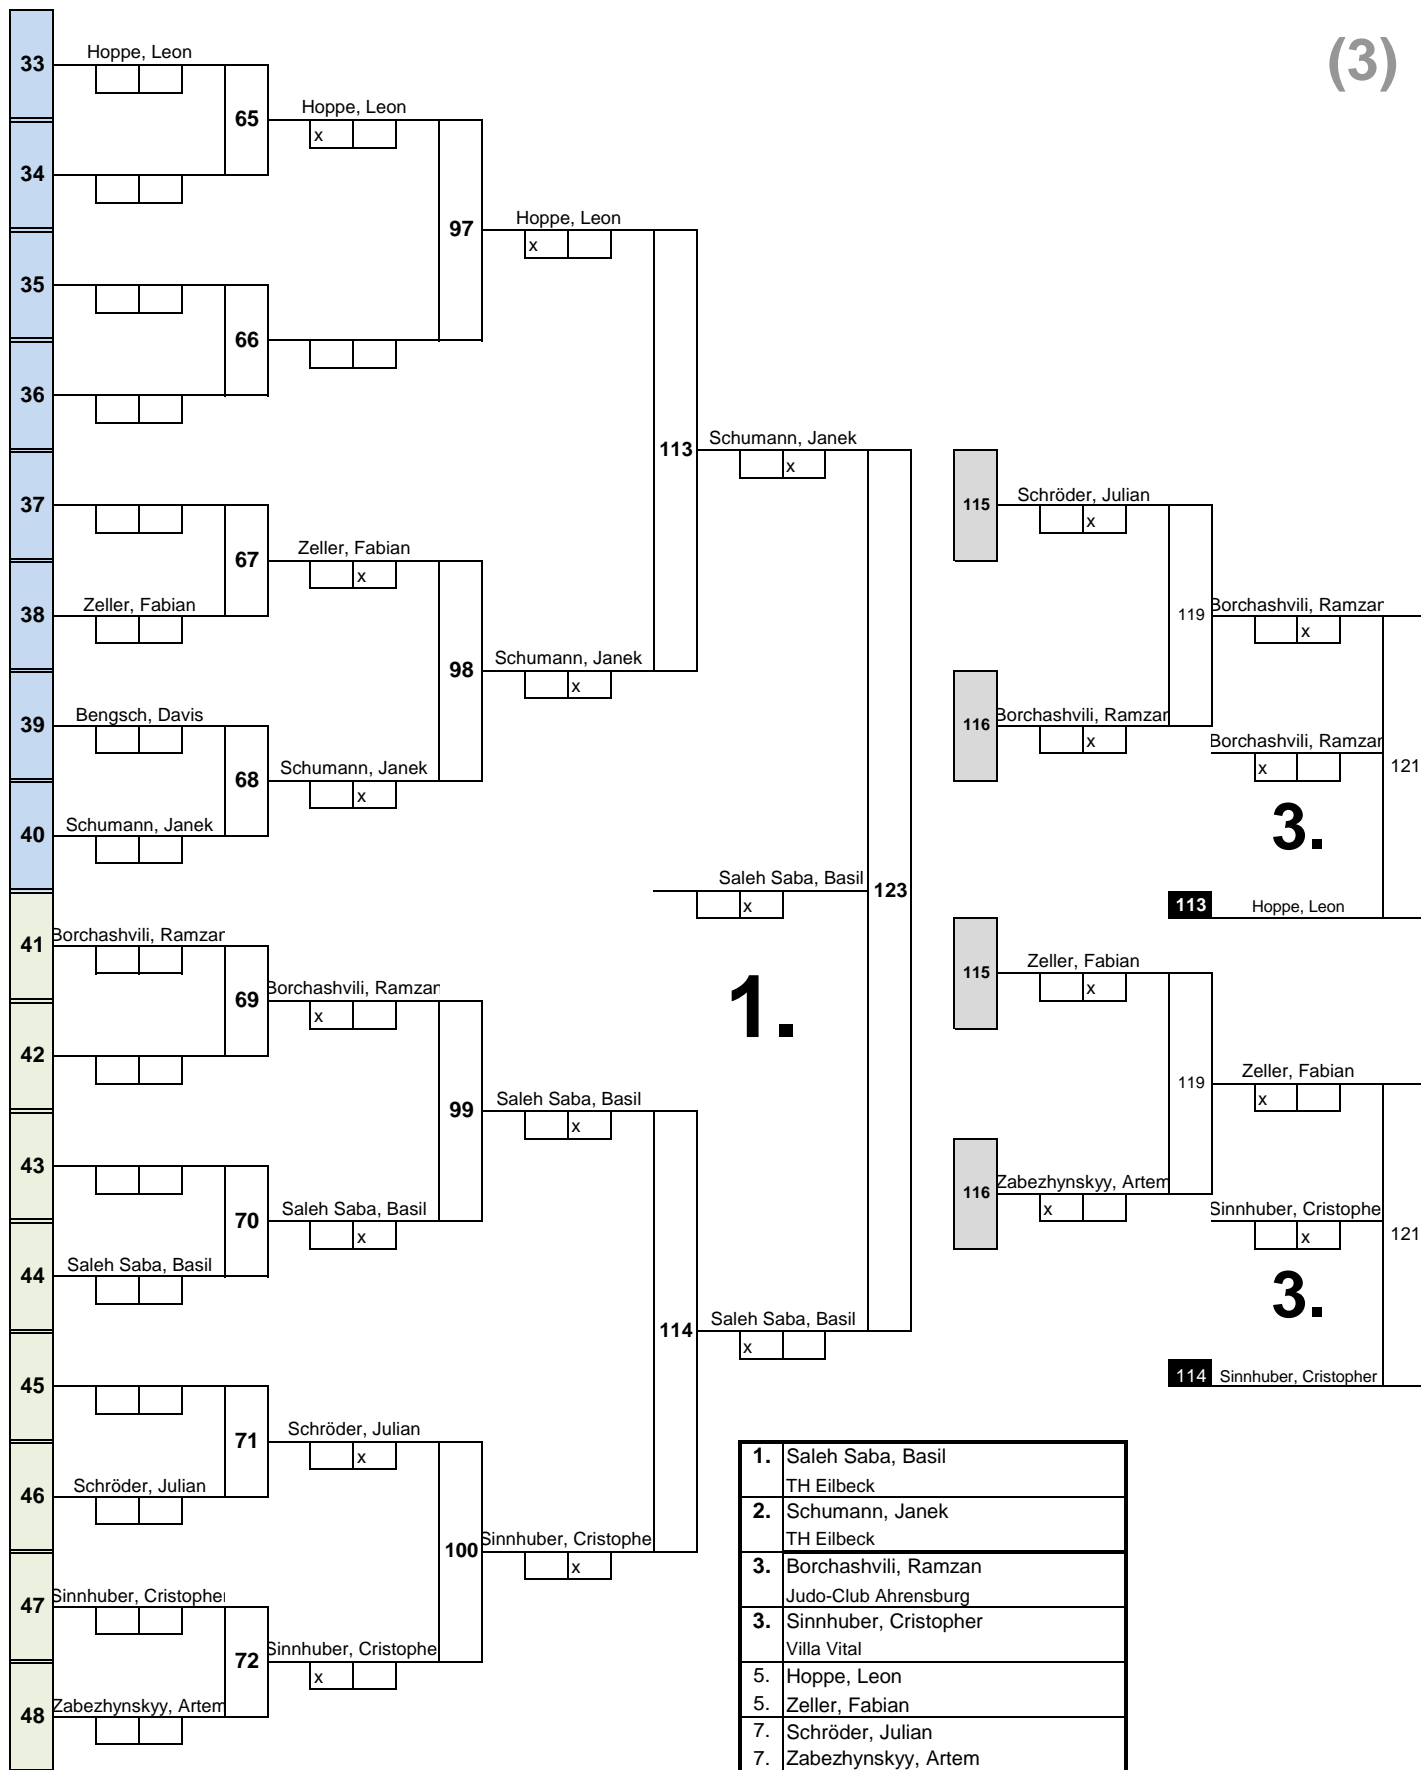 (3)
33
Hoppe, Leon
65
Hoppe, Leon
x
34
97
Hoppe, Leon
x
35
66
36
113
Schumann, Janek
x
37
67
Zeller, Fabian
x
38
Zeller, Fabian
98
Schumann, Janek
x
39
Bengsch, Davis
68
Schumann, Janek
x
40
Schumann, Janek
Saleh Saba, Basil
x
123
1.
41
Borchashvili, Ramzan
69
Borchashvili, Ramzan
x
42
99
Saleh Saba, Basil
x
43
70
Saleh Saba, Basil
x
44
Saleh Saba, Basil
114
Saleh Saba, Basil
x
45
71
Schröder, Julian
x
46
Schröder, Julian
100
Sinnhuber, Cristophe
x
47
Sinnhuber, Cristopher
72
Sinnhuber, Cristophe
x
48
Zabezhynskyy, Artem
115
Schröder, Julian
x
119
Borchashvili, Ramzan
x
116
Borchashvili, Ramzan
x
Borchashvili, Ramzan
x
121
3.
113
Hoppe, Leon
115
Zeller, Fabian
x
119
Zeller, Fabian
x
116
Zabezhynskyy, Artem
x
Sinnhuber, Cristophe
x
121
3.
114
Sinnhuber, Cristopher
1. Saleh Saba, Basil
TH Eilbeck
2. Schumann, Janek
TH Eilbeck
3. Borchashvili, Ramzan
Judo-Club Ahrensburg
3. Sinnhuber, Cristopher
Villa Vital
5. Hoppe, Leon
5. Zeller, Fabian
7. Schröder, Julian
7. Zabezhynskyy, Artem